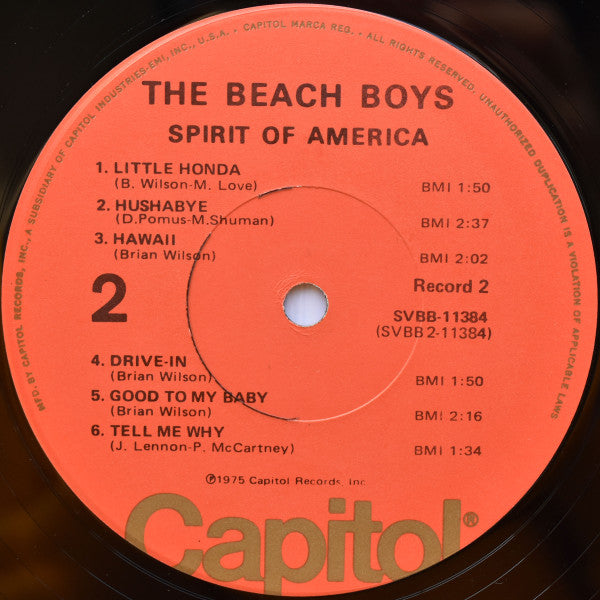 MFD. BY CAPITOL RECORDS, INC., A SUBSIDIARY OF CAPITOL INDUSTRIES-EMI, INC., U.S.A. • CAPITOL MARCA REG. • ALL RIGHTS RESERVED. UNAUTHORIZED DUPLICATION IS A VIOLATION OF APPLICABLE LAWS
THE BEACH BOYS
SPIRIT OF AMERICA
1. LITTLE HONDA
(B. Wilson-M. Love) BMI 1:50
2. HUSHABYE
(D.Pomus-M.Shuman) BMI 2:37
3. HAWAII
(Brian Wilson) BMI 2:02
2 Record 2
SVBB-11384
(SVBB2-11384)
4. DRIVE-IN
(Brian Wilson) BMI 1:50
5. GOOD TO MY BABY
(Brian Wilson) BMI 2:16
6. TELL ME WHY
(J. Lennon-P. McCartney) BMI 1:34
℗1975 Capitol Records, Inc.
Capitol®